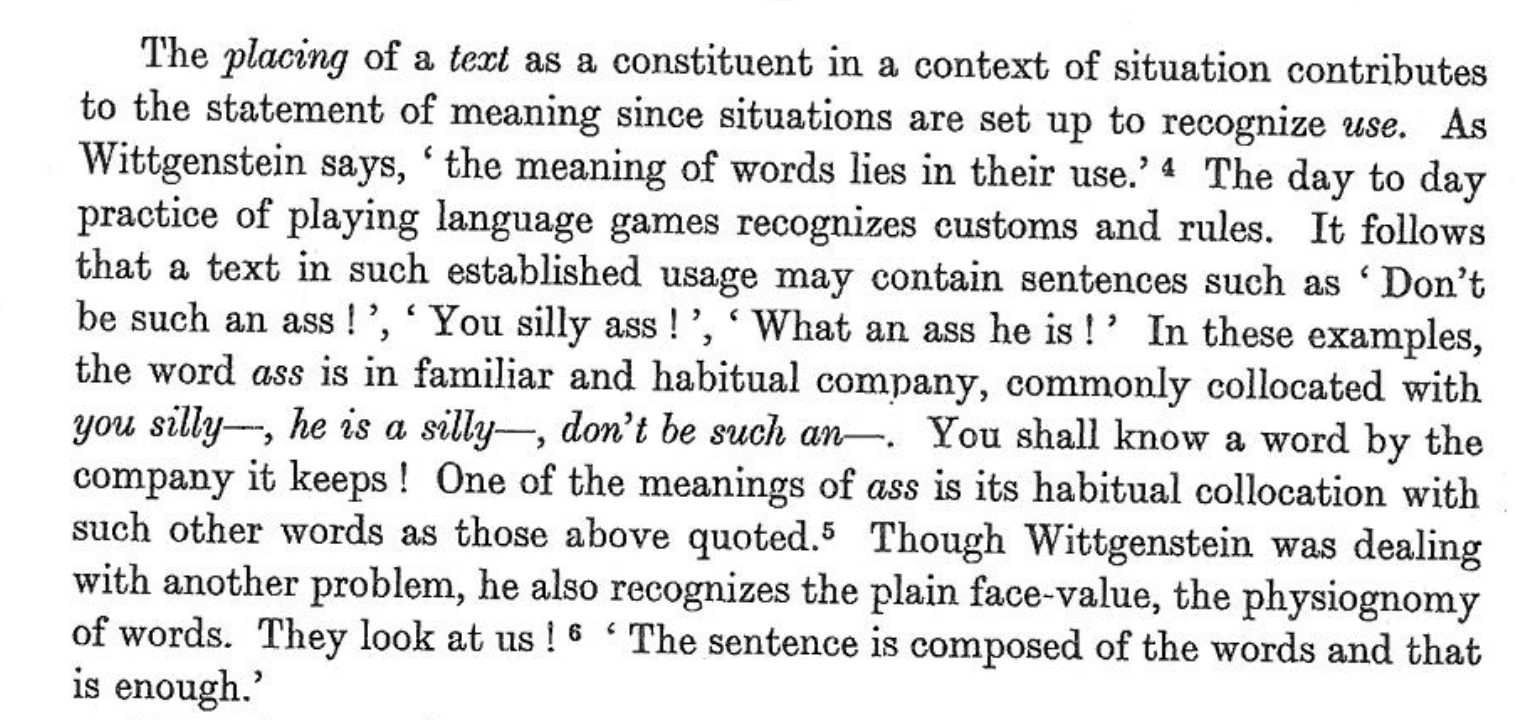 The placing of a text as a constituent in a context of situation contributes
to the statement of meaning since situations are set up to recognize use. As
Wittgenstein says, ‘ the meaning of words lies in their use.’ 4 The day to day
practice of playing language games recognizes customs and rules. It follows
that a text in such established usage may contain sentences such as ‘ Don’t
be such an ass ! ’, ‘ You silly ass ! ’, ‘ What an ass he is ! ’ In these examples,
the word ass is in familiar and habitual company, commonly collocated with
you silly—, he is a silly—, don’t be such an—. You shall know a word by the
company it keeps ! One of the meanings of ass is its habitual collocation with
such other words as those above quoted.5 Though Wittgenstein was dealing
with another problem, he also recognizes the plain face-value, the physiognomy
of words. They look at us ! 6 ‘ The sentence is composed of the words and that
is enough.’